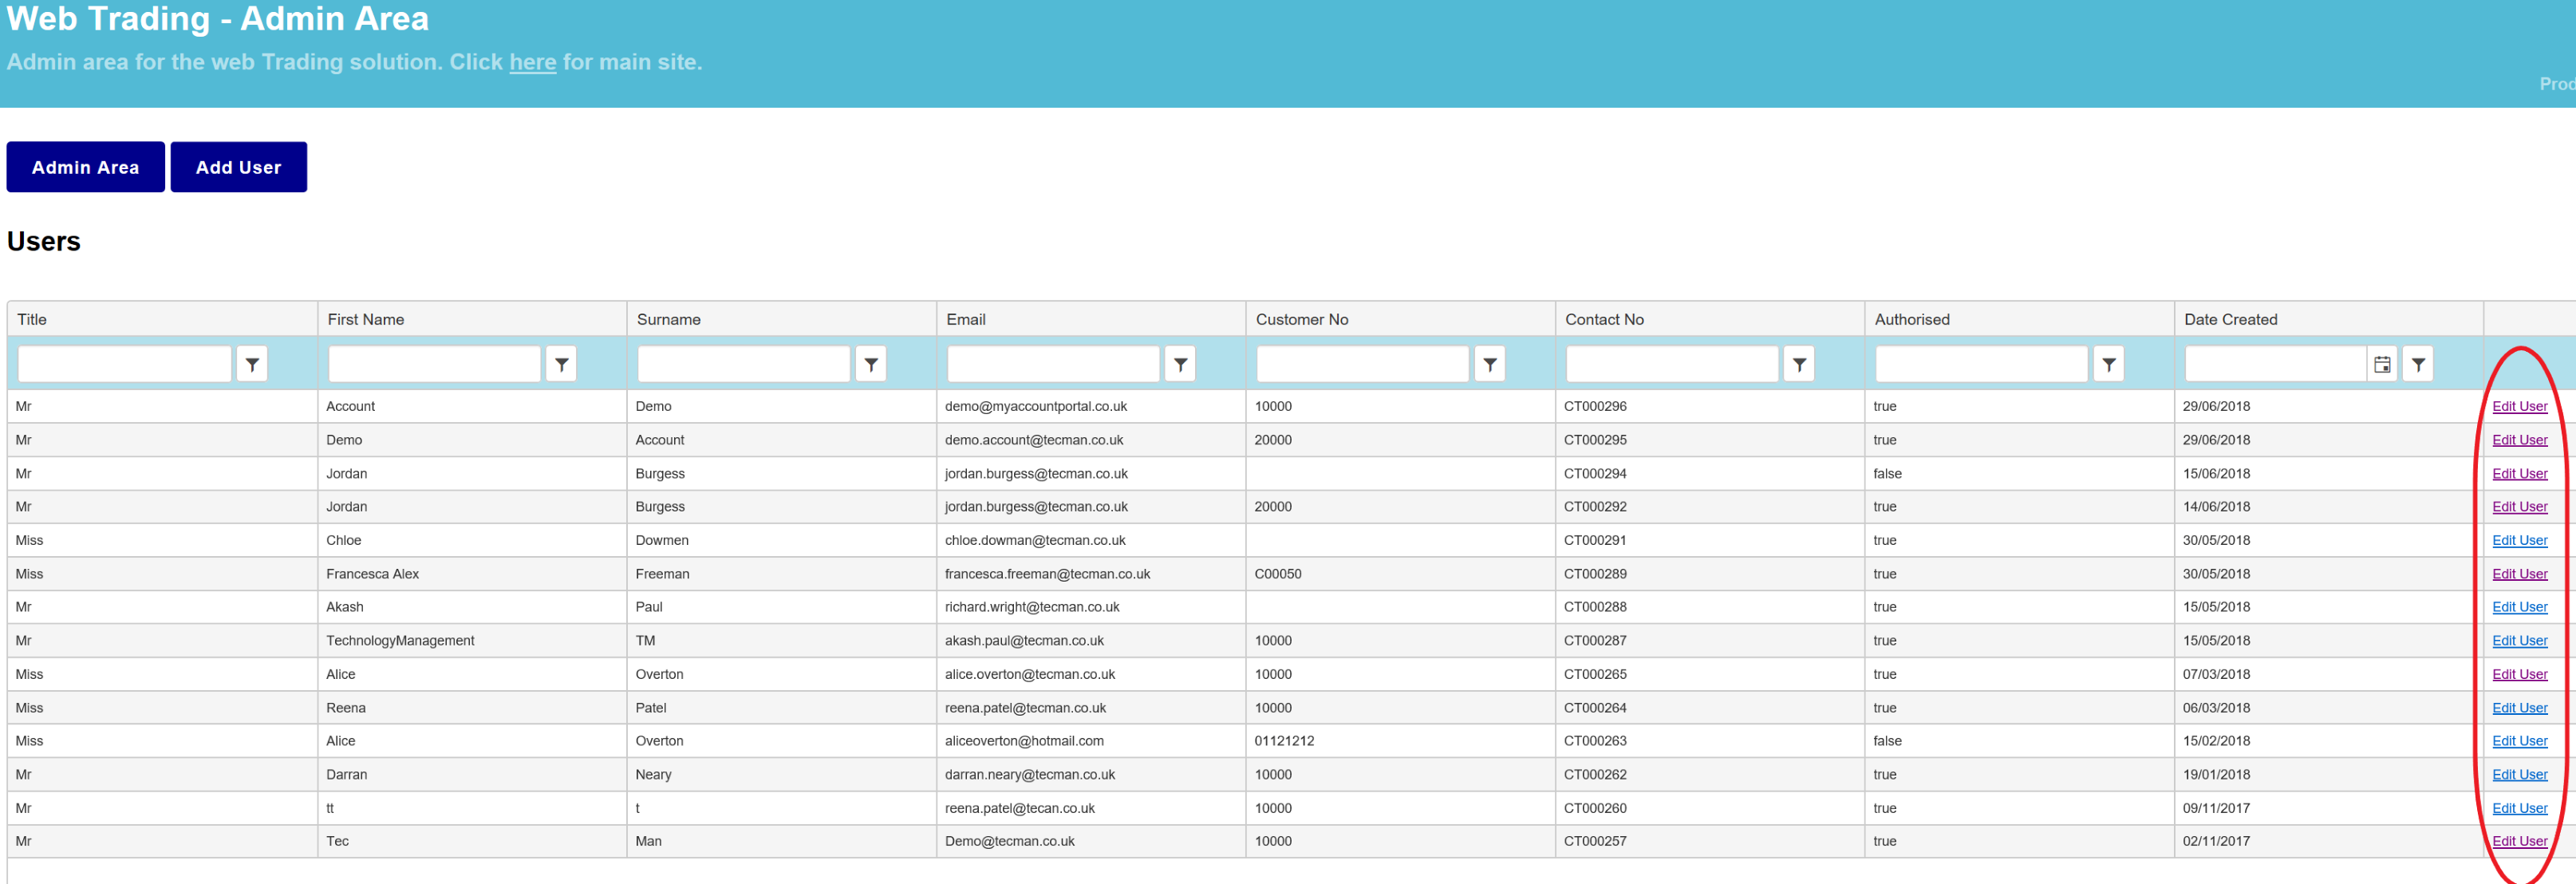 Web Trading - Admin Area
Admin area for the web Trading solution. Click here for main site.
Prod
Admin Area Add User
Users
Title First Name Surname Email Customer No Contact No Authorised Date Created
Mr Account Demo demo@myaccountportal.co.uk 10000 CT000296 true 29/06/2018 Edit User
Mr Demo Account demo.account@tecman.co.uk 20000 CT000295 true 29/06/2018 Edit User
Mr Jordan Burgess jordan.burgess@tecman.co.uk CT000294 false 15/06/2018 Edit User
Mr Jordan Burgess jordan.burgess@tecman.co.uk 20000 CT000292 true 14/06/2018 Edit User
Miss Chloe Dowmen chloe.dowman@tecman.co.uk CT000291 true 30/05/2018 Edit User
Miss Francesca Alex Freeman francesca.freeman@tecman.co.uk C00050 CT000289 true 30/05/2018 Edit User
Mr Akash Paul richard.wright@tecman.co.uk CT000288 true 15/05/2018 Edit User
Mr TechnologyManagement TM akash.paul@tecman.co.uk 10000 CT000287 true 15/05/2018 Edit User
Miss Alice Overton alice.overton@tecman.co.uk 10000 CT000265 true 07/03/2018 Edit User
Miss Reena Patel reena.patel@tecman.co.uk 10000 CT000264 true 06/03/2018 Edit User
Miss Alice Overton aliceoverton@hotmail.com 01121212 CT000263 false 15/02/2018 Edit User
Mr Darran Neary darran.neary@tecman.co.uk 10000 CT000262 true 19/01/2018 Edit User
Mr tt t reena.patel@tecan.co.uk 10000 CT000260 true 09/11/2017 Edit User
Mr Tec Man Demo@tecman.co.uk 10000 CT000257 true 02/11/2017 Edit User